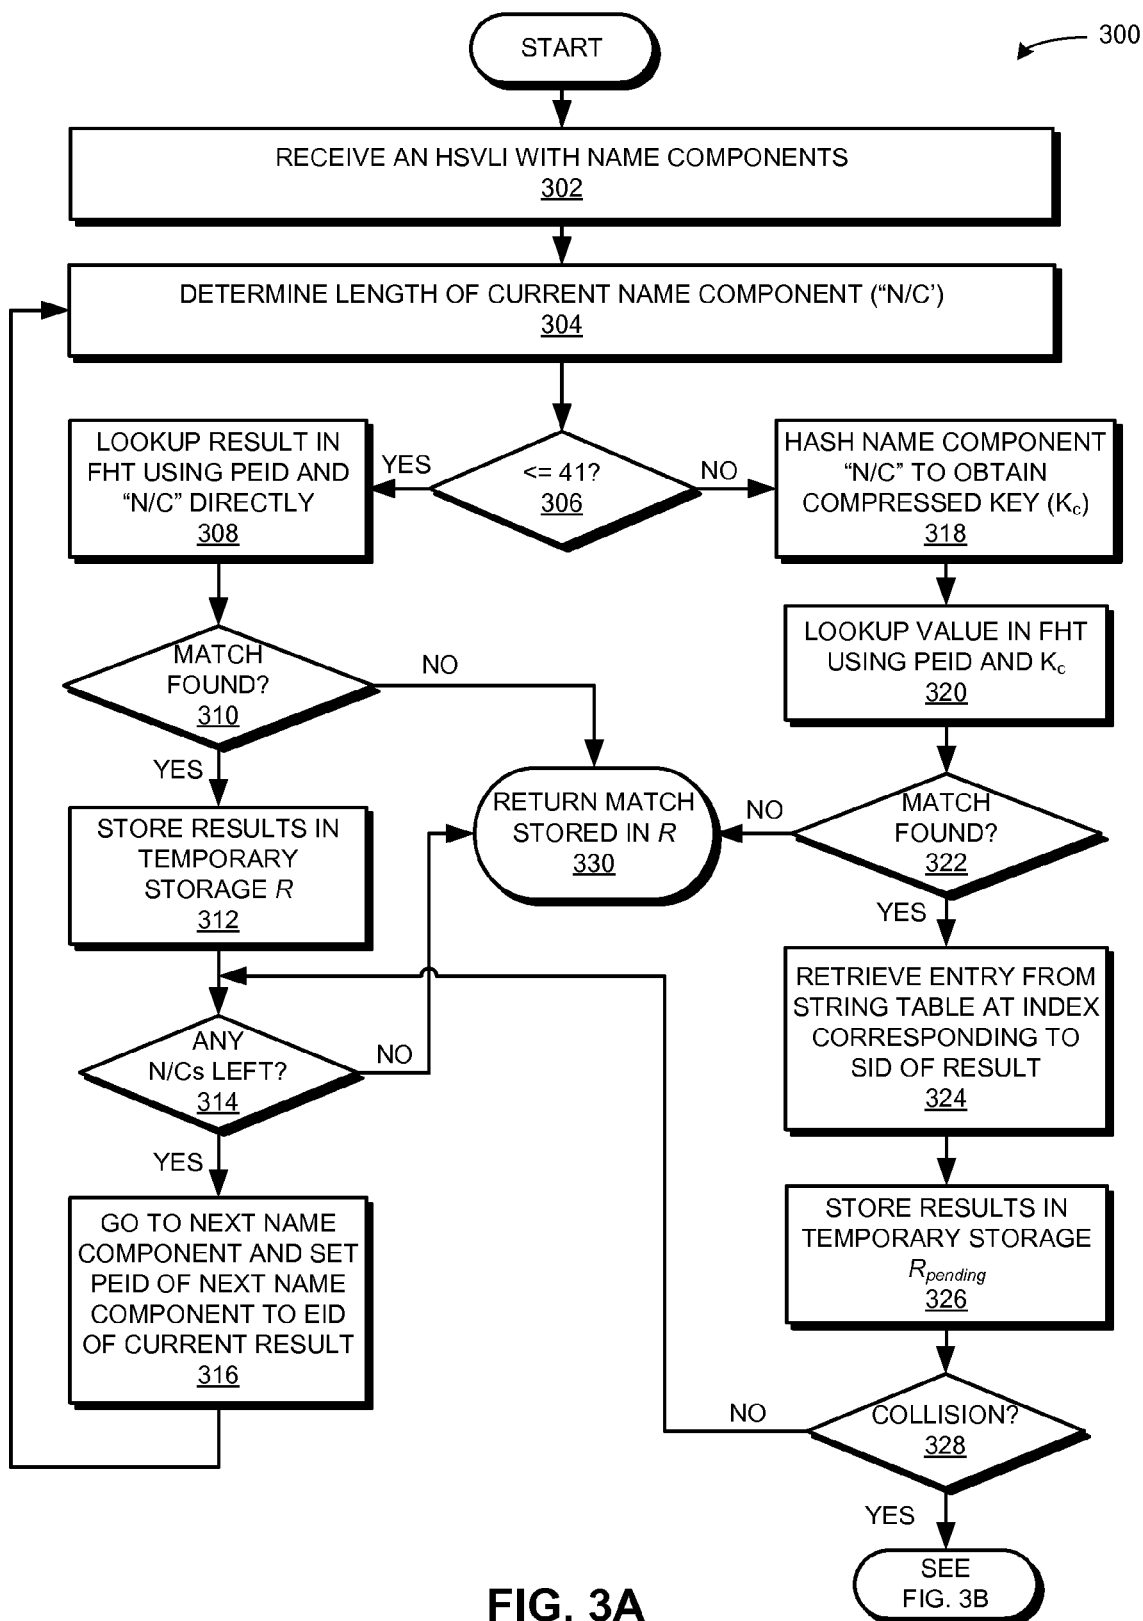 START
300
RECEIVE AN HSVLI WITH NAME COMPONENTS
302
DETERMINE LENGTH OF CURRENT NAME COMPONENT (“N/C’)
304
LOOKUP RESULT IN
FHT USING PEID AND
“N/C” DIRECTLY
308
YES
<= 41?
306
NO
HASH NAME COMPONENT
“N/C” TO OBTAIN
COMPRESSED KEY (Kc)
318
LOOKUP VALUE IN FHT
USING PEID AND Kc
320
MATCH
FOUND?
310
NO
YES
STORE RESULTS IN
TEMPORARY
STORAGE R
312
RETURN MATCH
STORED IN R
330
NO
MATCH
FOUND?
322
YES
RETRIEVE ENTRY FROM
STRING TABLE AT INDEX
CORRESPONDING TO
SID OF RESULT
324
ANY
N/Cs LEFT?
314
NO
YES
GO TO NEXT NAME
COMPONENT AND SET
PEID OF NEXT NAME
COMPONENT TO EID
OF CURRENT RESULT
316
STORE RESULTS IN
TEMPORARY STORAGE
Rpending
326
NO
COLLISION?
328
YES
SEE
FIG. 3B
FIG. 3A